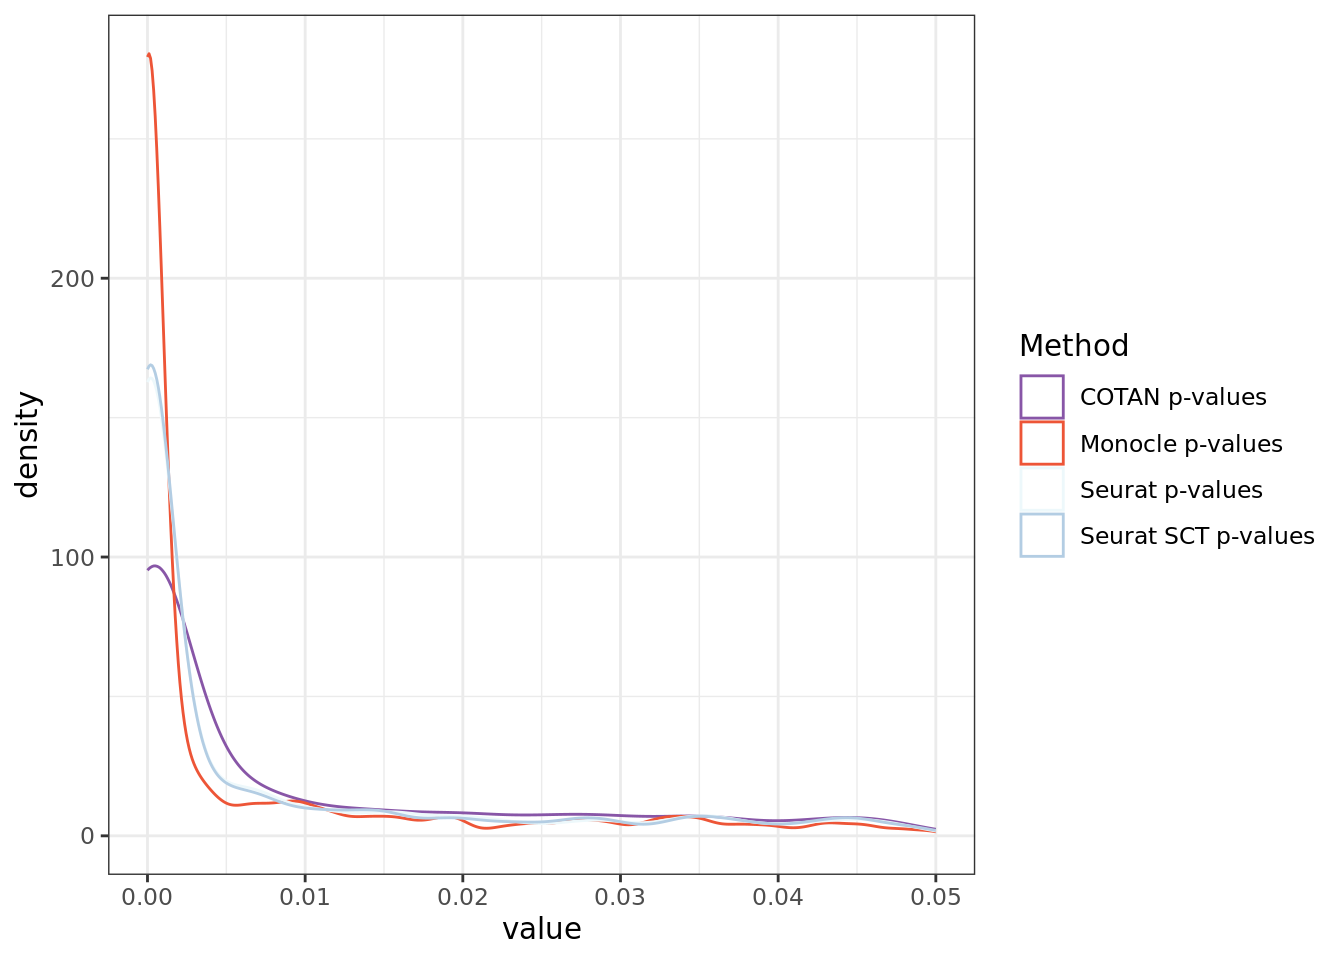 density
200
100
0
0.00
0.01
0.02
0.03
0.04
0.05
value
Method
COTAN p-values
Monocle p-values
Seurat p-values
Seurat SCT p-values